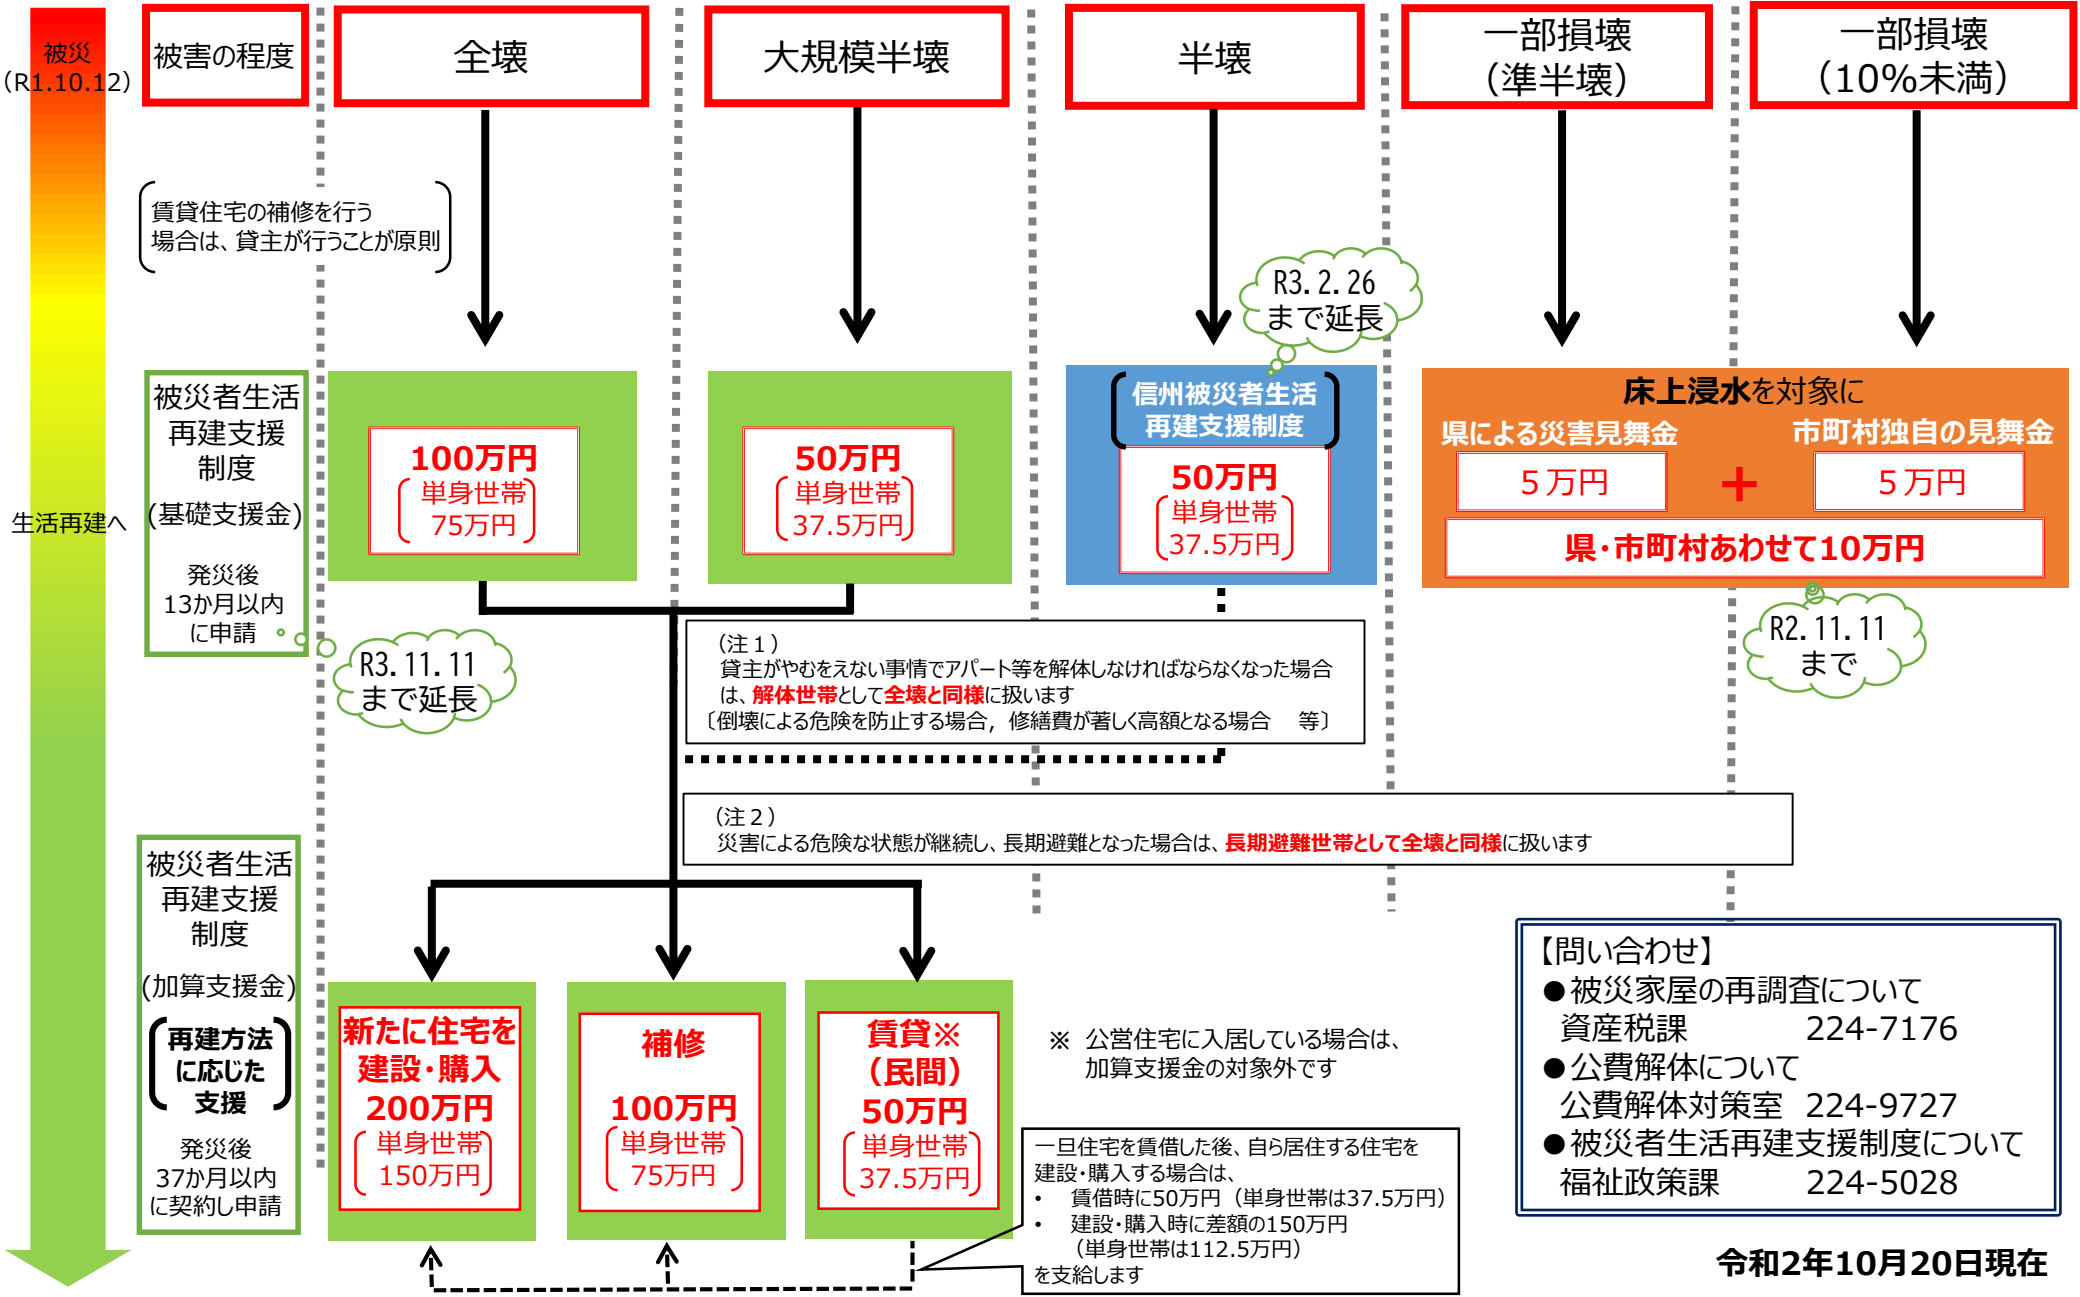 被災
（R1.10.12）
被害の程度
全壊
大規模半壊
半壊
一部損壊
（準半壊）
一部損壊
（10％未満）
賃貸住宅の補修を行う
場合は、貸主が行うことが原則
R3.2.26
まで延長
生活再建へ
被災者生活
再建支援
制度
(基礎支援金)
発災後
13か月以内
に申請
R3.11.11
まで延長
100万円
単身世帯
75万円
50万円
単身世帯
37.5万円
信州被災者生活
再建支援制度
50万円
単身世帯
37.5万円
床上浸水を対象に
県による災害見舞金
市町村独自の見舞金
５万円
＋
５万円
県・市町村あわせて10万円
R2.11.11
まで
（注１）
貸主がやむをえない事情でアパート等を解体しなければならなくなった場合
は、解体世帯として全壊と同様に扱います
〔倒壊による危険を防止する場合，修繕費が著しく高額となる場合　等〕
（注２）
災害による危険な状態が継続し、長期避難となった場合は、長期避難世帯として全壊と同様に扱います
被災者生活
再建支援
制度
(加算支援金)
再建方法
に応じた
支援
発災後
37か月以内
に契約し申請
新たに住宅を
建設・購入
200万円
単身世帯
150万円
補修
100万円
単身世帯
75万円
賃貸※
（民間）
50万円
単身世帯
37.5万円
※ 公営住宅に入居している場合は、
加算支援金の対象外です
一旦住宅を賃借した後、自ら居住する住宅を
建設・購入する場合は、
• 賃借時に50万円（単身世帯は37.5万円）
• 建設・購入時に差額の150万円
（単身世帯は112.5万円）
を支給します
【問い合わせ】
●被災家屋の再調査について
資産税課 224-7176
●公費解体について
公費解体対策室 224-9727
●被災者生活再建支援制度について
福祉政策課 224-5028
令和2年10月20日現在